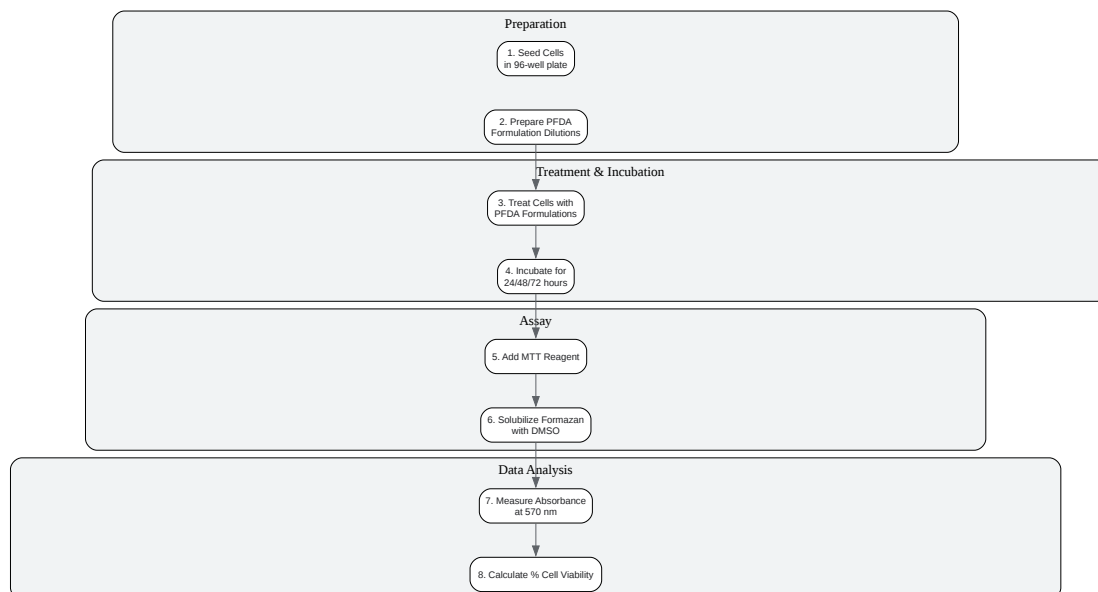 Preparation
1. Seed Cells
in 96-well plate
2. Prepare PFDA
Formulation Dilutions
Treatment & Incubation
3. Treat Cells with
PFDA Formulations
4. Incubate for
24/48/72 hours
Assay
5. Add MTT Reagent
6. Solubilize Formazan
with DMSO
Data Analysis
7. Measure Absorbance
at 570 nm
8. Calculate % Cell Viability